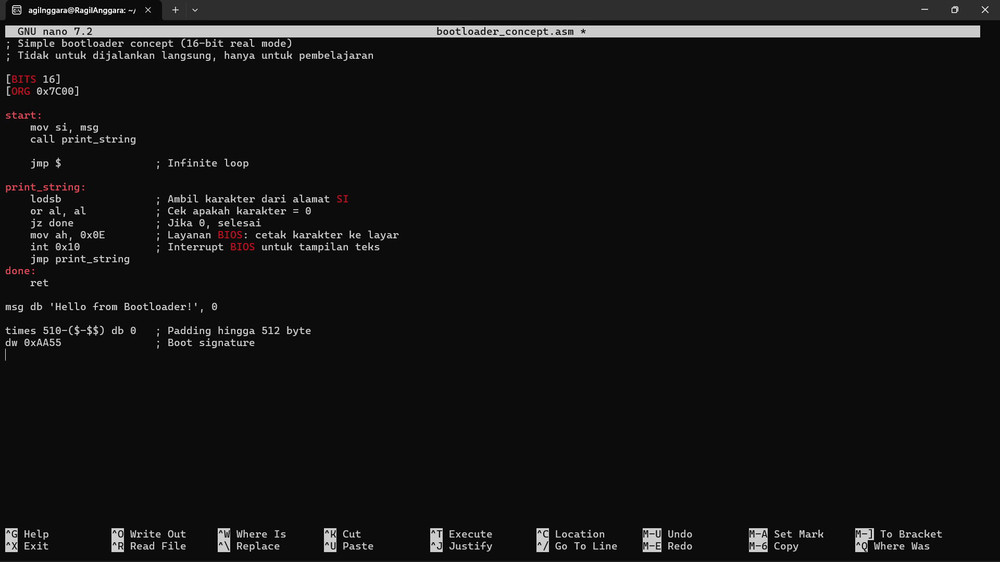 agilnggara@RagilAnggara: ~/
GNU nano 7.2 bootloader_concept.asm *
; Simple bootloader concept (16-bit real mode)
; Tidak untuk dijalankan langsung, hanya untuk pembelajaran
[BITS 16]
[ORG 0x7C00]
start:
    mov si, msg
    call print_string
    jmp $               ; Infinite loop
print_string:
    lodsb               ; Ambil karakter dari alamat SI
    or al, al           ; Cek apakah karakter = 0
    jz done             ; Jika 0, selesai
    mov ah, 0x0E        ; Layanan BIOS: cetak karakter ke layar
    int 0x10            ; Interrupt BIOS untuk tampilan teks
    jmp print_string
done:
    ret
msg db 'Hello from Bootloader!', 0
times 510-($-$$) db 0   ; Padding hingga 512 byte
dw 0xAA55               ; Boot signature
^G Help ^O Write Out ^W Where Is ^K Cut ^T Execute ^C Location M-U Undo M-A Set Mark M-] To Bracket
^X Exit ^R Read File ^\ Replace ^U Paste ^J Justify ^/ Go To Line M-E Redo M-6 Copy ^Q Where Was